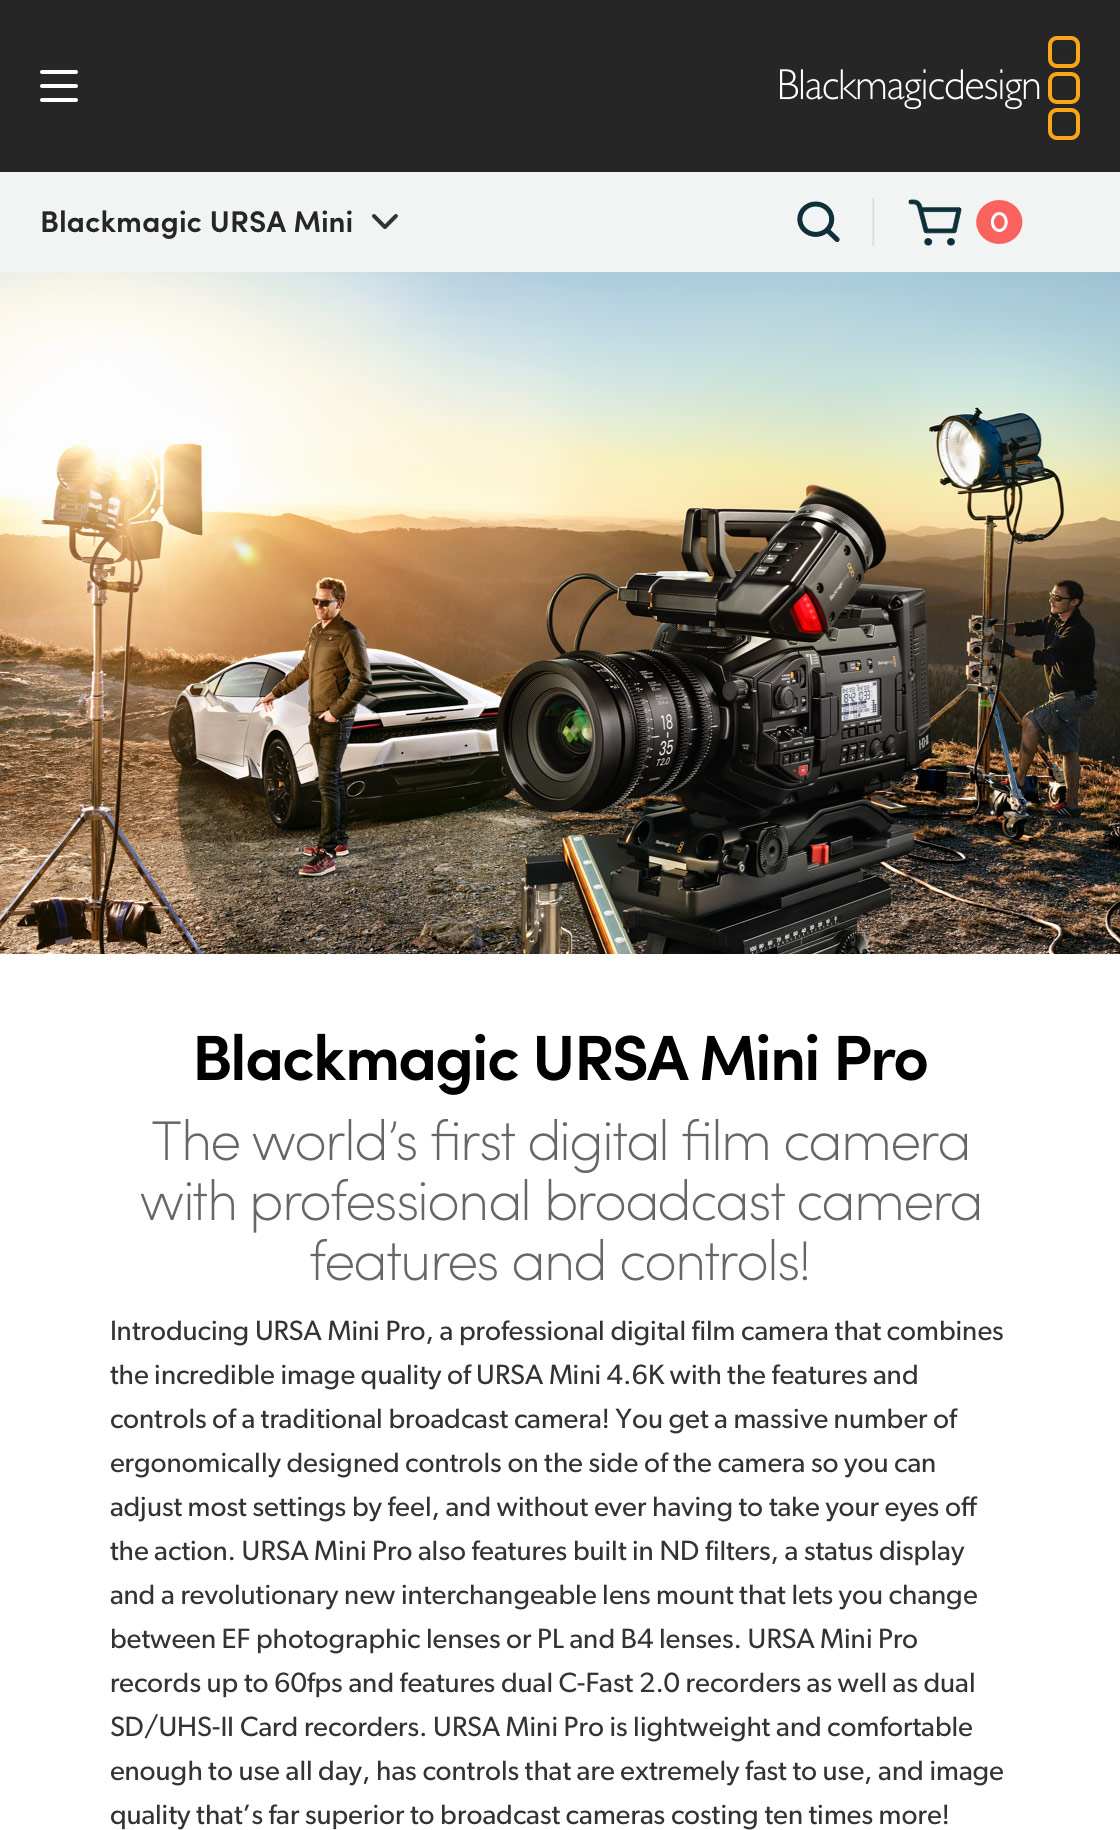 Blackmagicdesign
Blackmagic URSA Mini
0
Blackmagic URSA Mini Pro
The world’s first digital film camera
with professional broadcast camera
features and controls!
Introducing URSA Mini Pro, a professional digital film camera that combines
the incredible image quality of URSA Mini 4.6K with the features and
controls of a traditional broadcast camera! You get a massive number of
ergonomically designed controls on the side of the camera so you can
adjust most settings by feel, and without ever having to take your eyes off
the action. URSA Mini Pro also features built in ND filters, a status display
and a revolutionary new interchangeable lens mount that lets you change
between EF photographic lenses or PL and B4 lenses. URSA Mini Pro
records up to 60fps and features dual C-Fast 2.0 recorders as well as dual
SD/UHS-II Card recorders. URSA Mini Pro is lightweight and comfortable
enough to use all day, has controls that are extremely fast to use, and image
quality that’s far superior to broadcast cameras costing ten times more!
18
35
T2.0